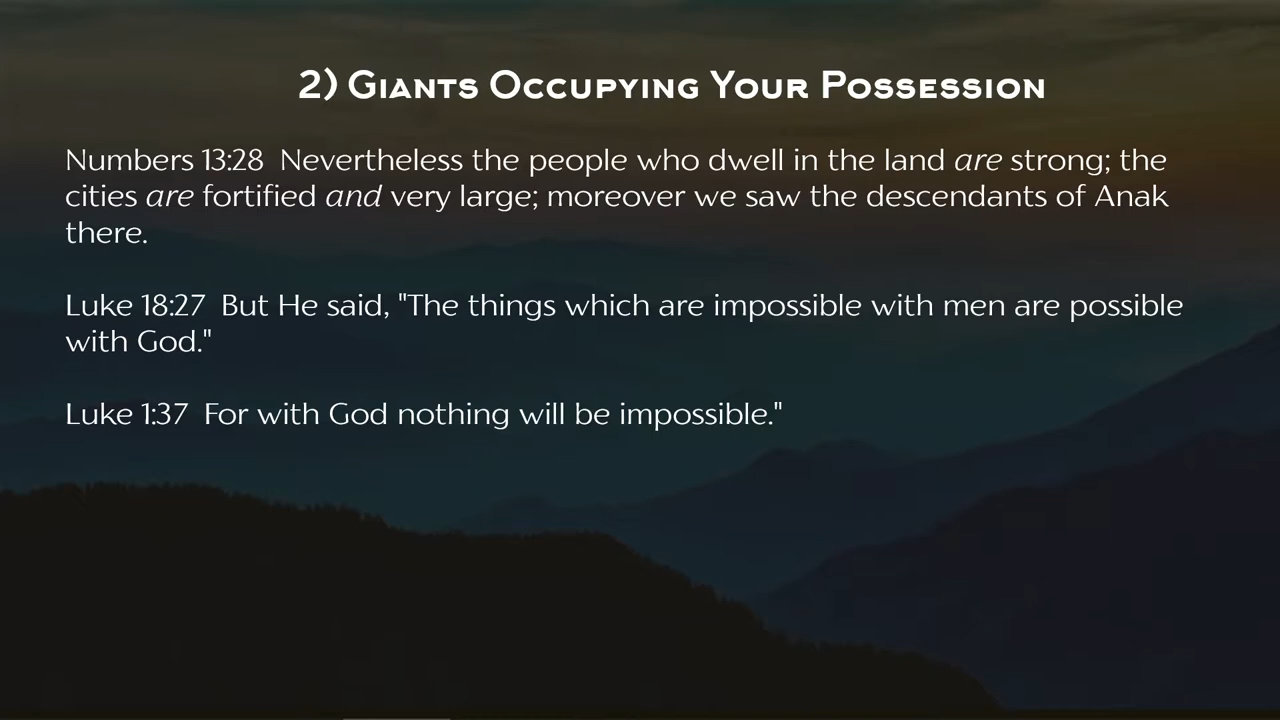 2) Giants Occupying Your Possession
Numbers 13:28  Nevertheless the people who dwell in the land are strong; the
cities are fortified and very large; moreover we saw the descendants of Anak
there.
Luke 18:27  But He said, "The things which are impossible with men are possible
with God."
Luke 1:37  For with God nothing will be impossible."